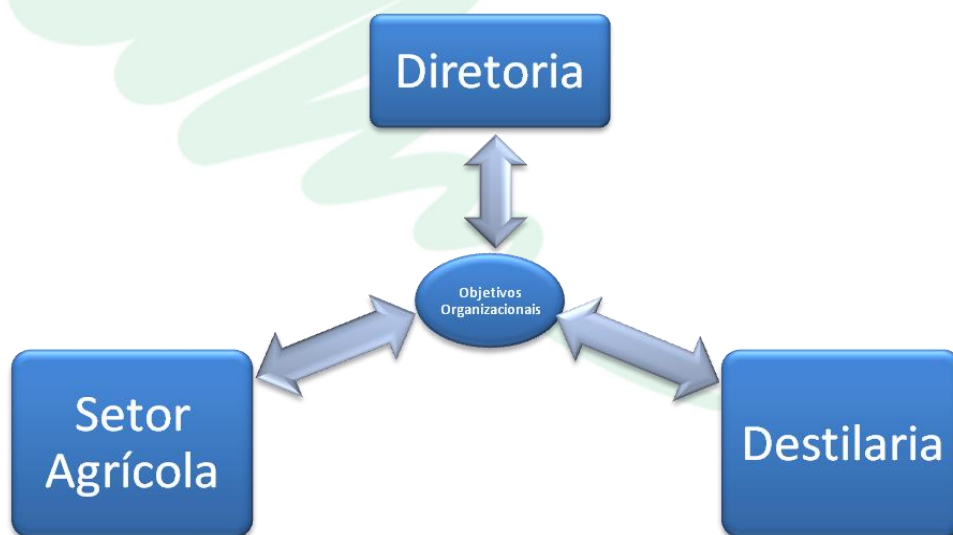 Diretoria
Objetivos
Organizacionais
Setor
Agrícola
Destilaria